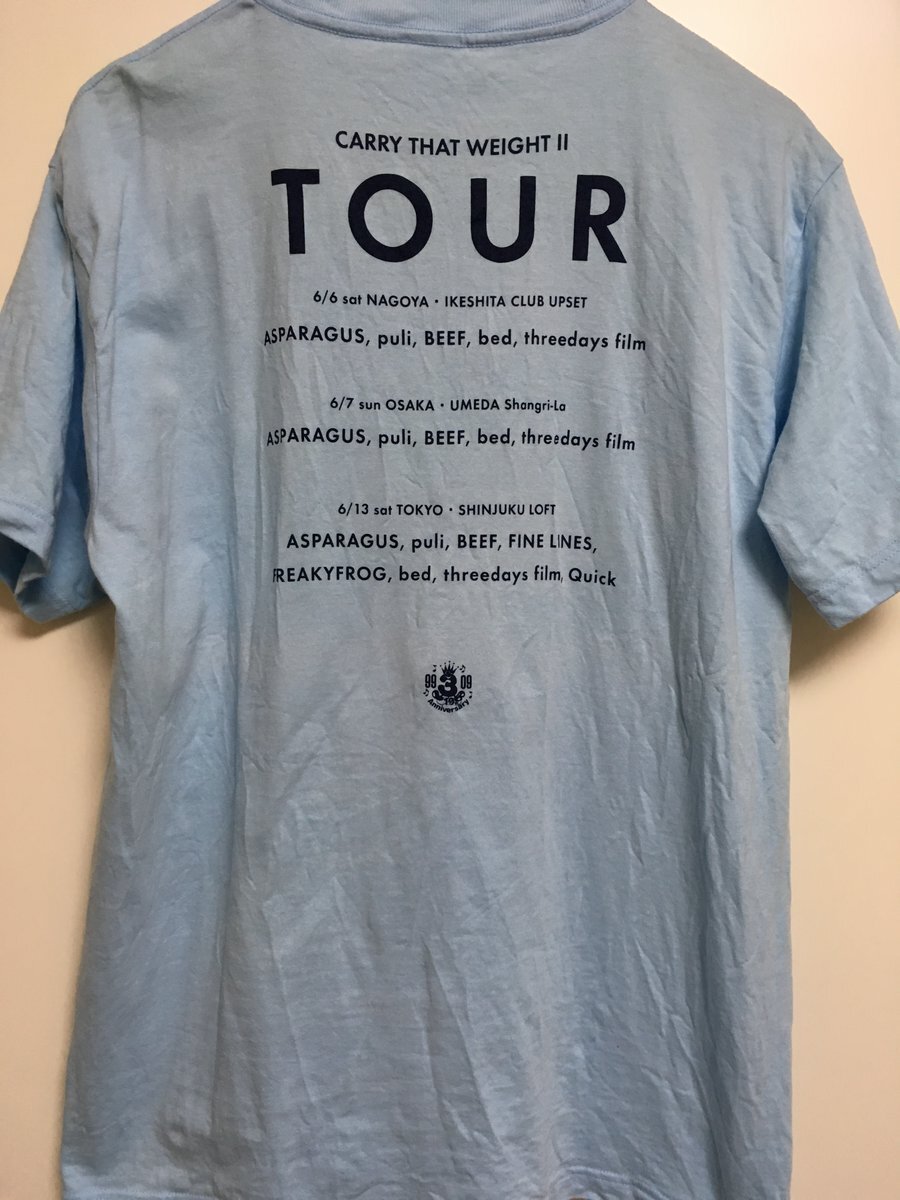 CARRY THAT WEIGHT II
TOUR
6/6 sat NAGOYA・IKESHITA CLUB UPSET
ASPARAGUS, puli, BEEF, bed, threedays film
6/7 sun OSAKA・UMEDA Shangri-La
ASPARAGUS, puli, BEEF, bed, threedays film
6/13 sat TOKYO・SHINJUKU LOFT
ASPARAGUS, puli, BEEF, FINE LINES,
FREAKYFROG, bed, threedays film, Quick
99 3 09
Anniversary